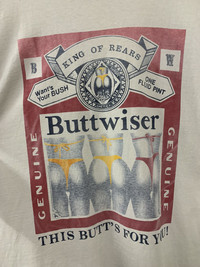 KING OF REARS
B
W
Want's
Your BUSH
ONE
FLUID PINT
Buttwiser
GENUINE
GENUINE
THIS BUTT'S FOR YOU!